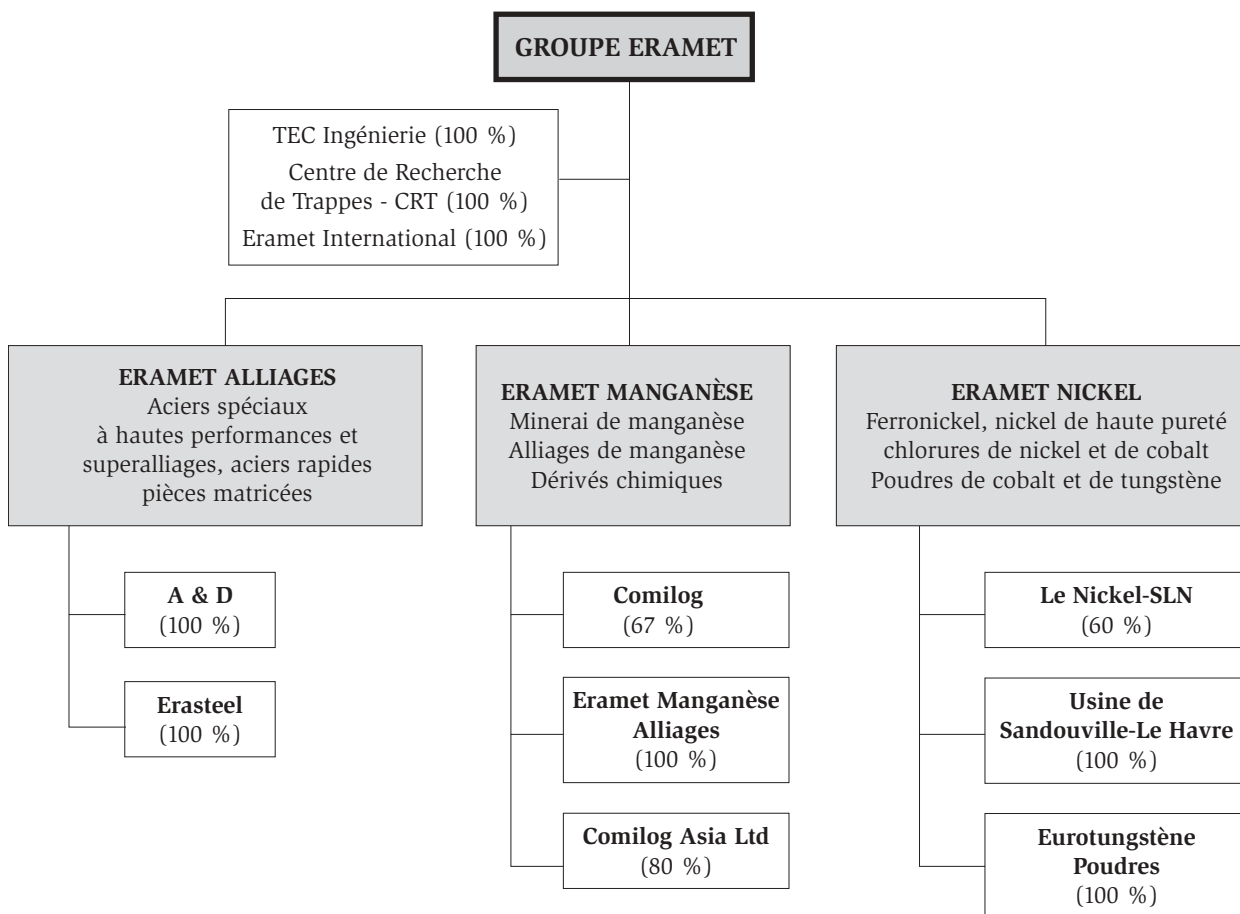 GROUPE ERAMET
TEC Ingénierie (100 %)
Centre de Recherche
de Trappes - CRT (100 %)
Eramet International (100 %)
ERAMET ALLIAGES
Aciers spéciaux
à hautes performances et
superalliages, aciers rapides
pièces matricées
A & D
(100 %)
Erasteel
(100 %)
ERAMET MANGANÈSE
Minerai de manganèse
Alliages de manganèse
Dérivés chimiques
Comilog
(67 %)
Eramet Manganèse
Alliages
(100 %)
Comilog Asia Ltd
(80 %)
ERAMET NICKEL
Ferronickel, nickel de haute pureté
chlorures de nickel et de cobalt
Poudres de cobalt et de tungstène
Le Nickel-SLN
(60 %)
Usine de
Sandouville-Le Havre
(100 %)
Eurotungstène
Poudres
(100 %)